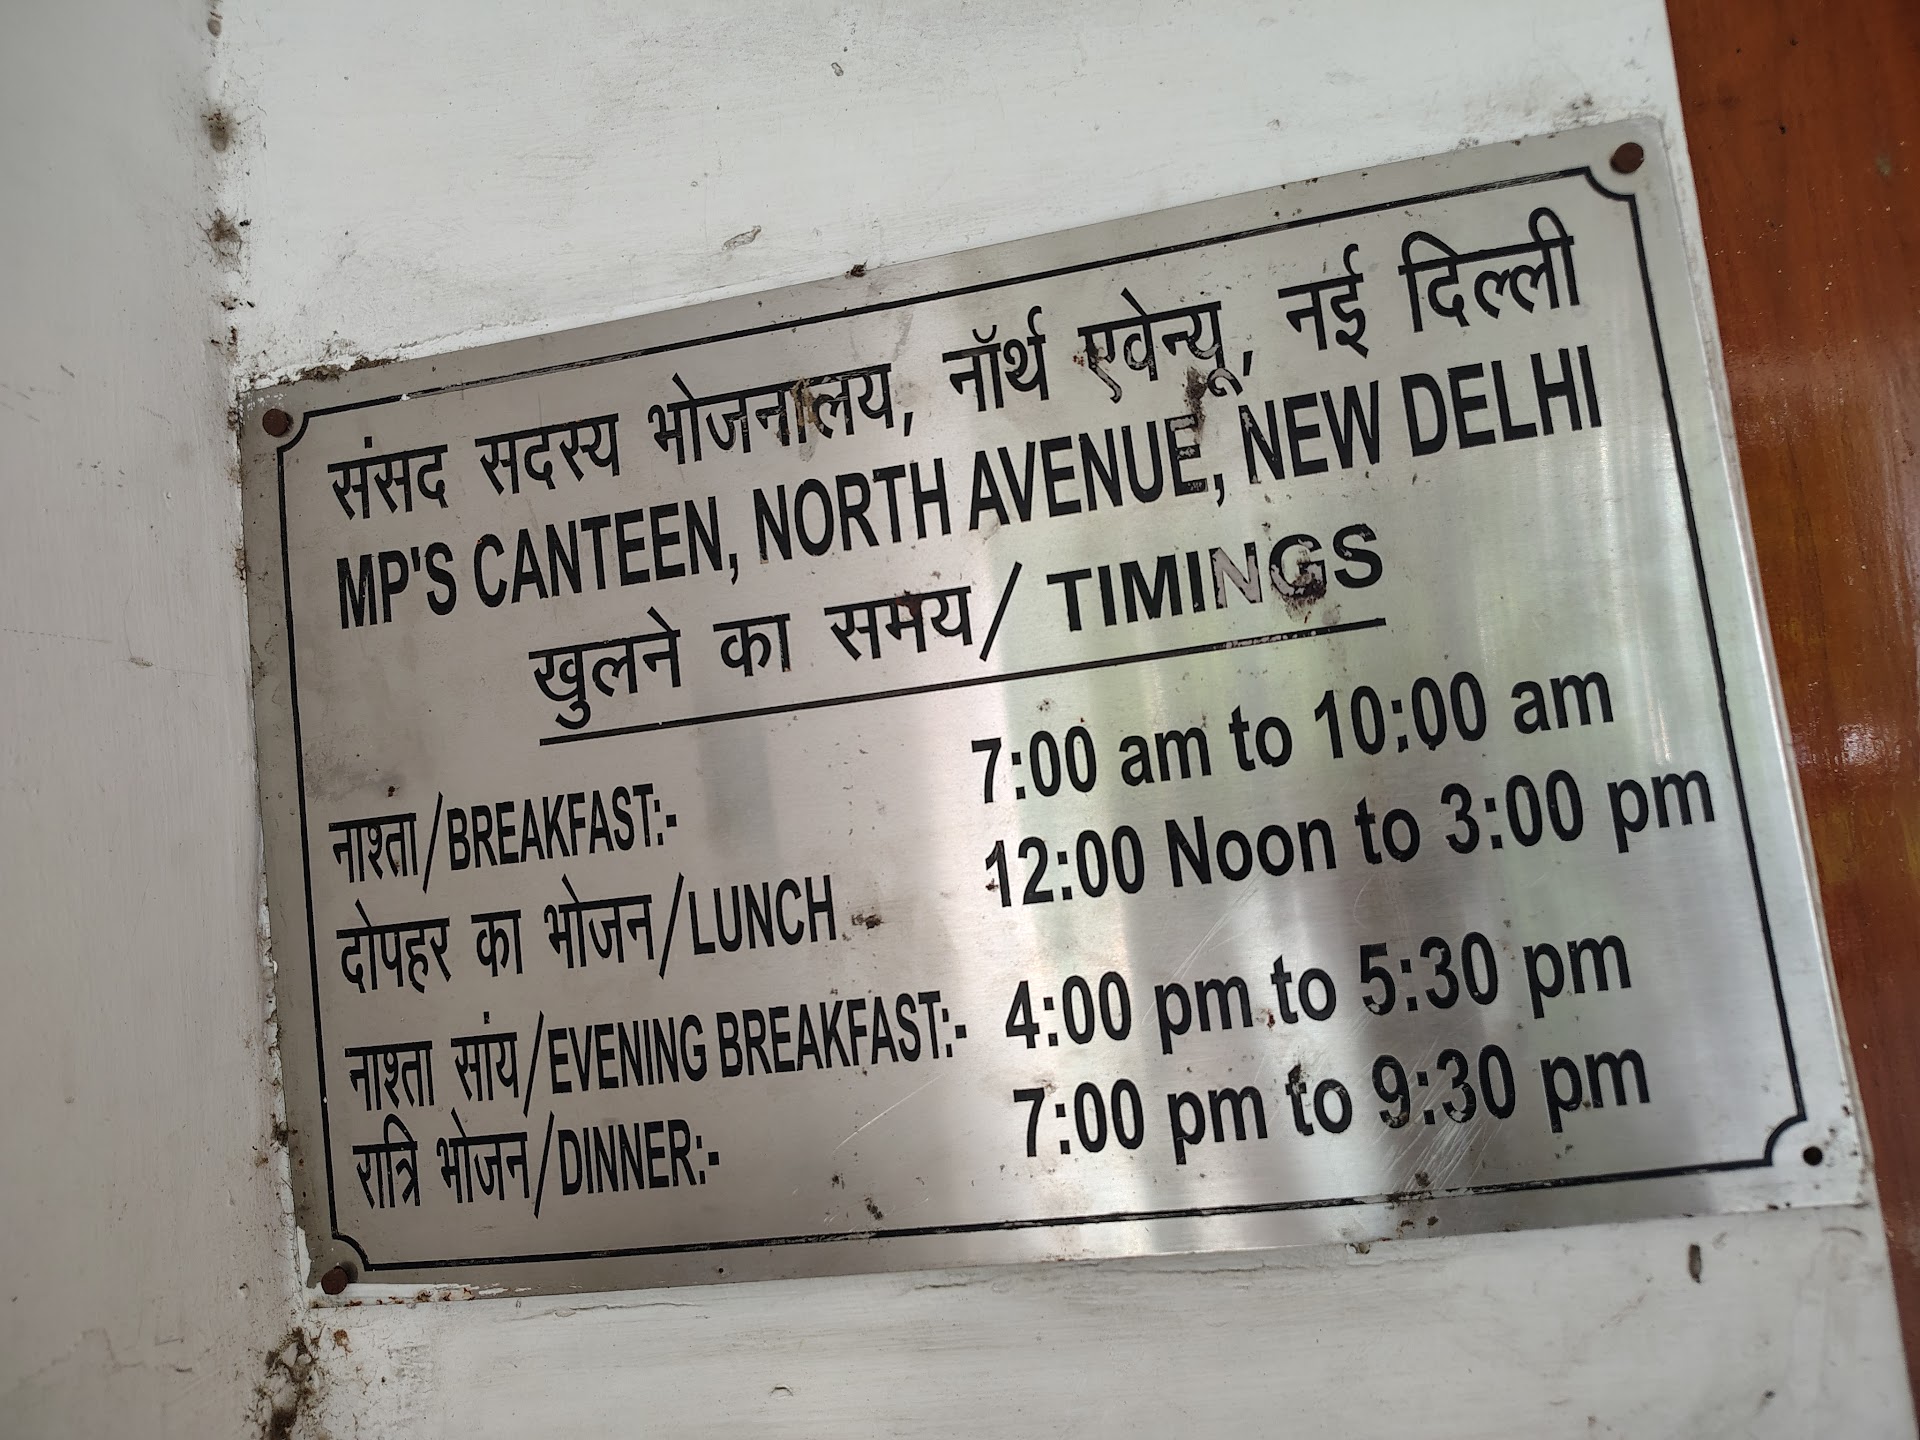 संसद सदस्य भोजनालय, नॉर्थ एवेन्यू, नई दिल्ली
MP'S CANTEEN, NORTH AVENUE, NEW DELHI
खुलने का समय/ TIMINGS
नाश्ता/BREAKFAST:- 7:00 am to 10:00 am
दोपहर का भोजन/LUNCH 12:00 Noon to 3:00 pm
नाश्ता सांय/EVENING BREAKFAST:- 4:00 pm to 5:30 pm
रात्रि भोजन/DINNER:- 7:00 pm to 9:30 pm